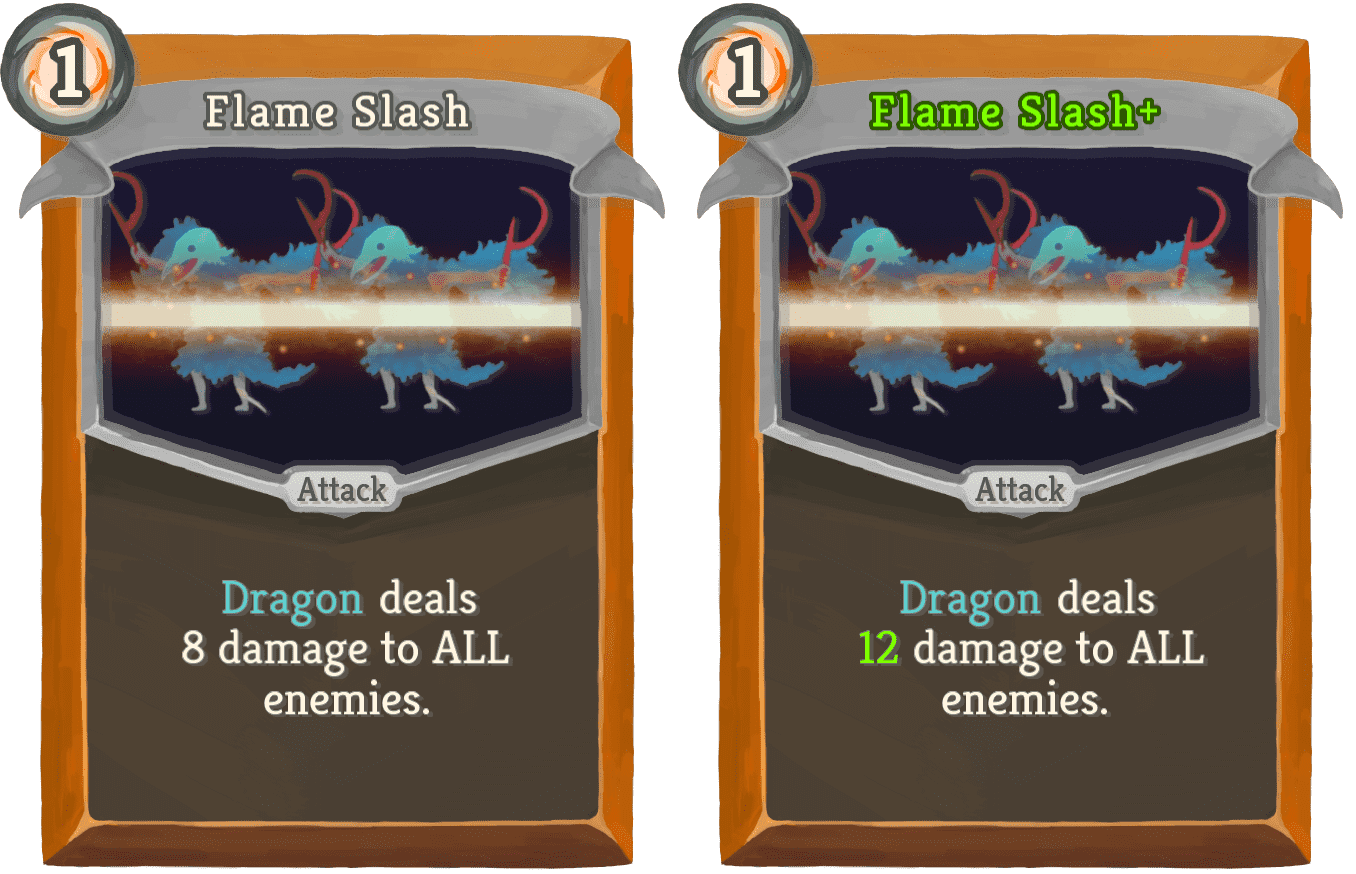 1
Flame Slash
Attack
Dragon deals
8 damage to ALL
enemies.
1
Flame Slash+
Attack
Dragon deals
12 damage to ALL
enemies.